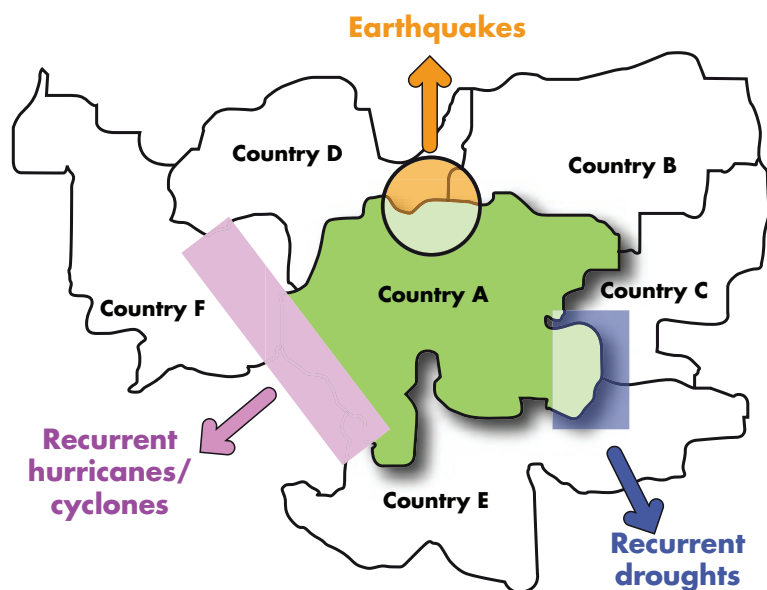 Earthquakes
Country D
Country B
Country A
Country C
Country F
Recurrent
hurricanes/
cyclones
Country E
Recurrent
droughts